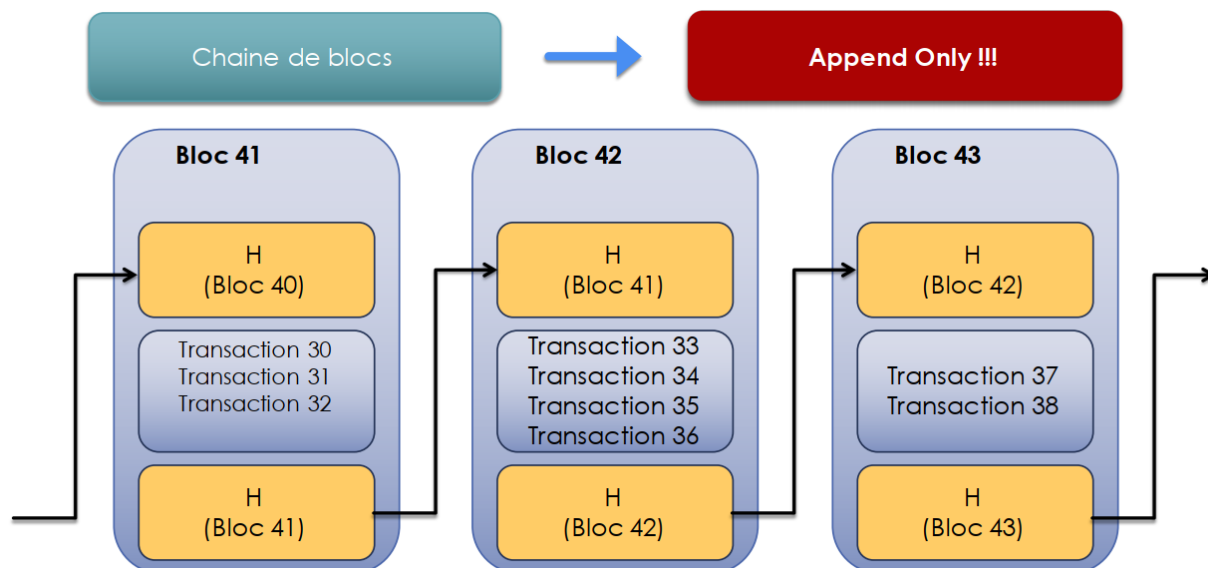 Chaine de blocs
Append Only !!!
Bloc 41
H
(Bloc 40)
Transaction 30
Transaction 31
Transaction 32
H
(Bloc 41)
Bloc 42
H
(Bloc 41)
Transaction 33
Transaction 34
Transaction 35
Transaction 36
H
(Bloc 42)
Bloc 43
H
(Bloc 42)
Transaction 37
Transaction 38
H
(Bloc 43)